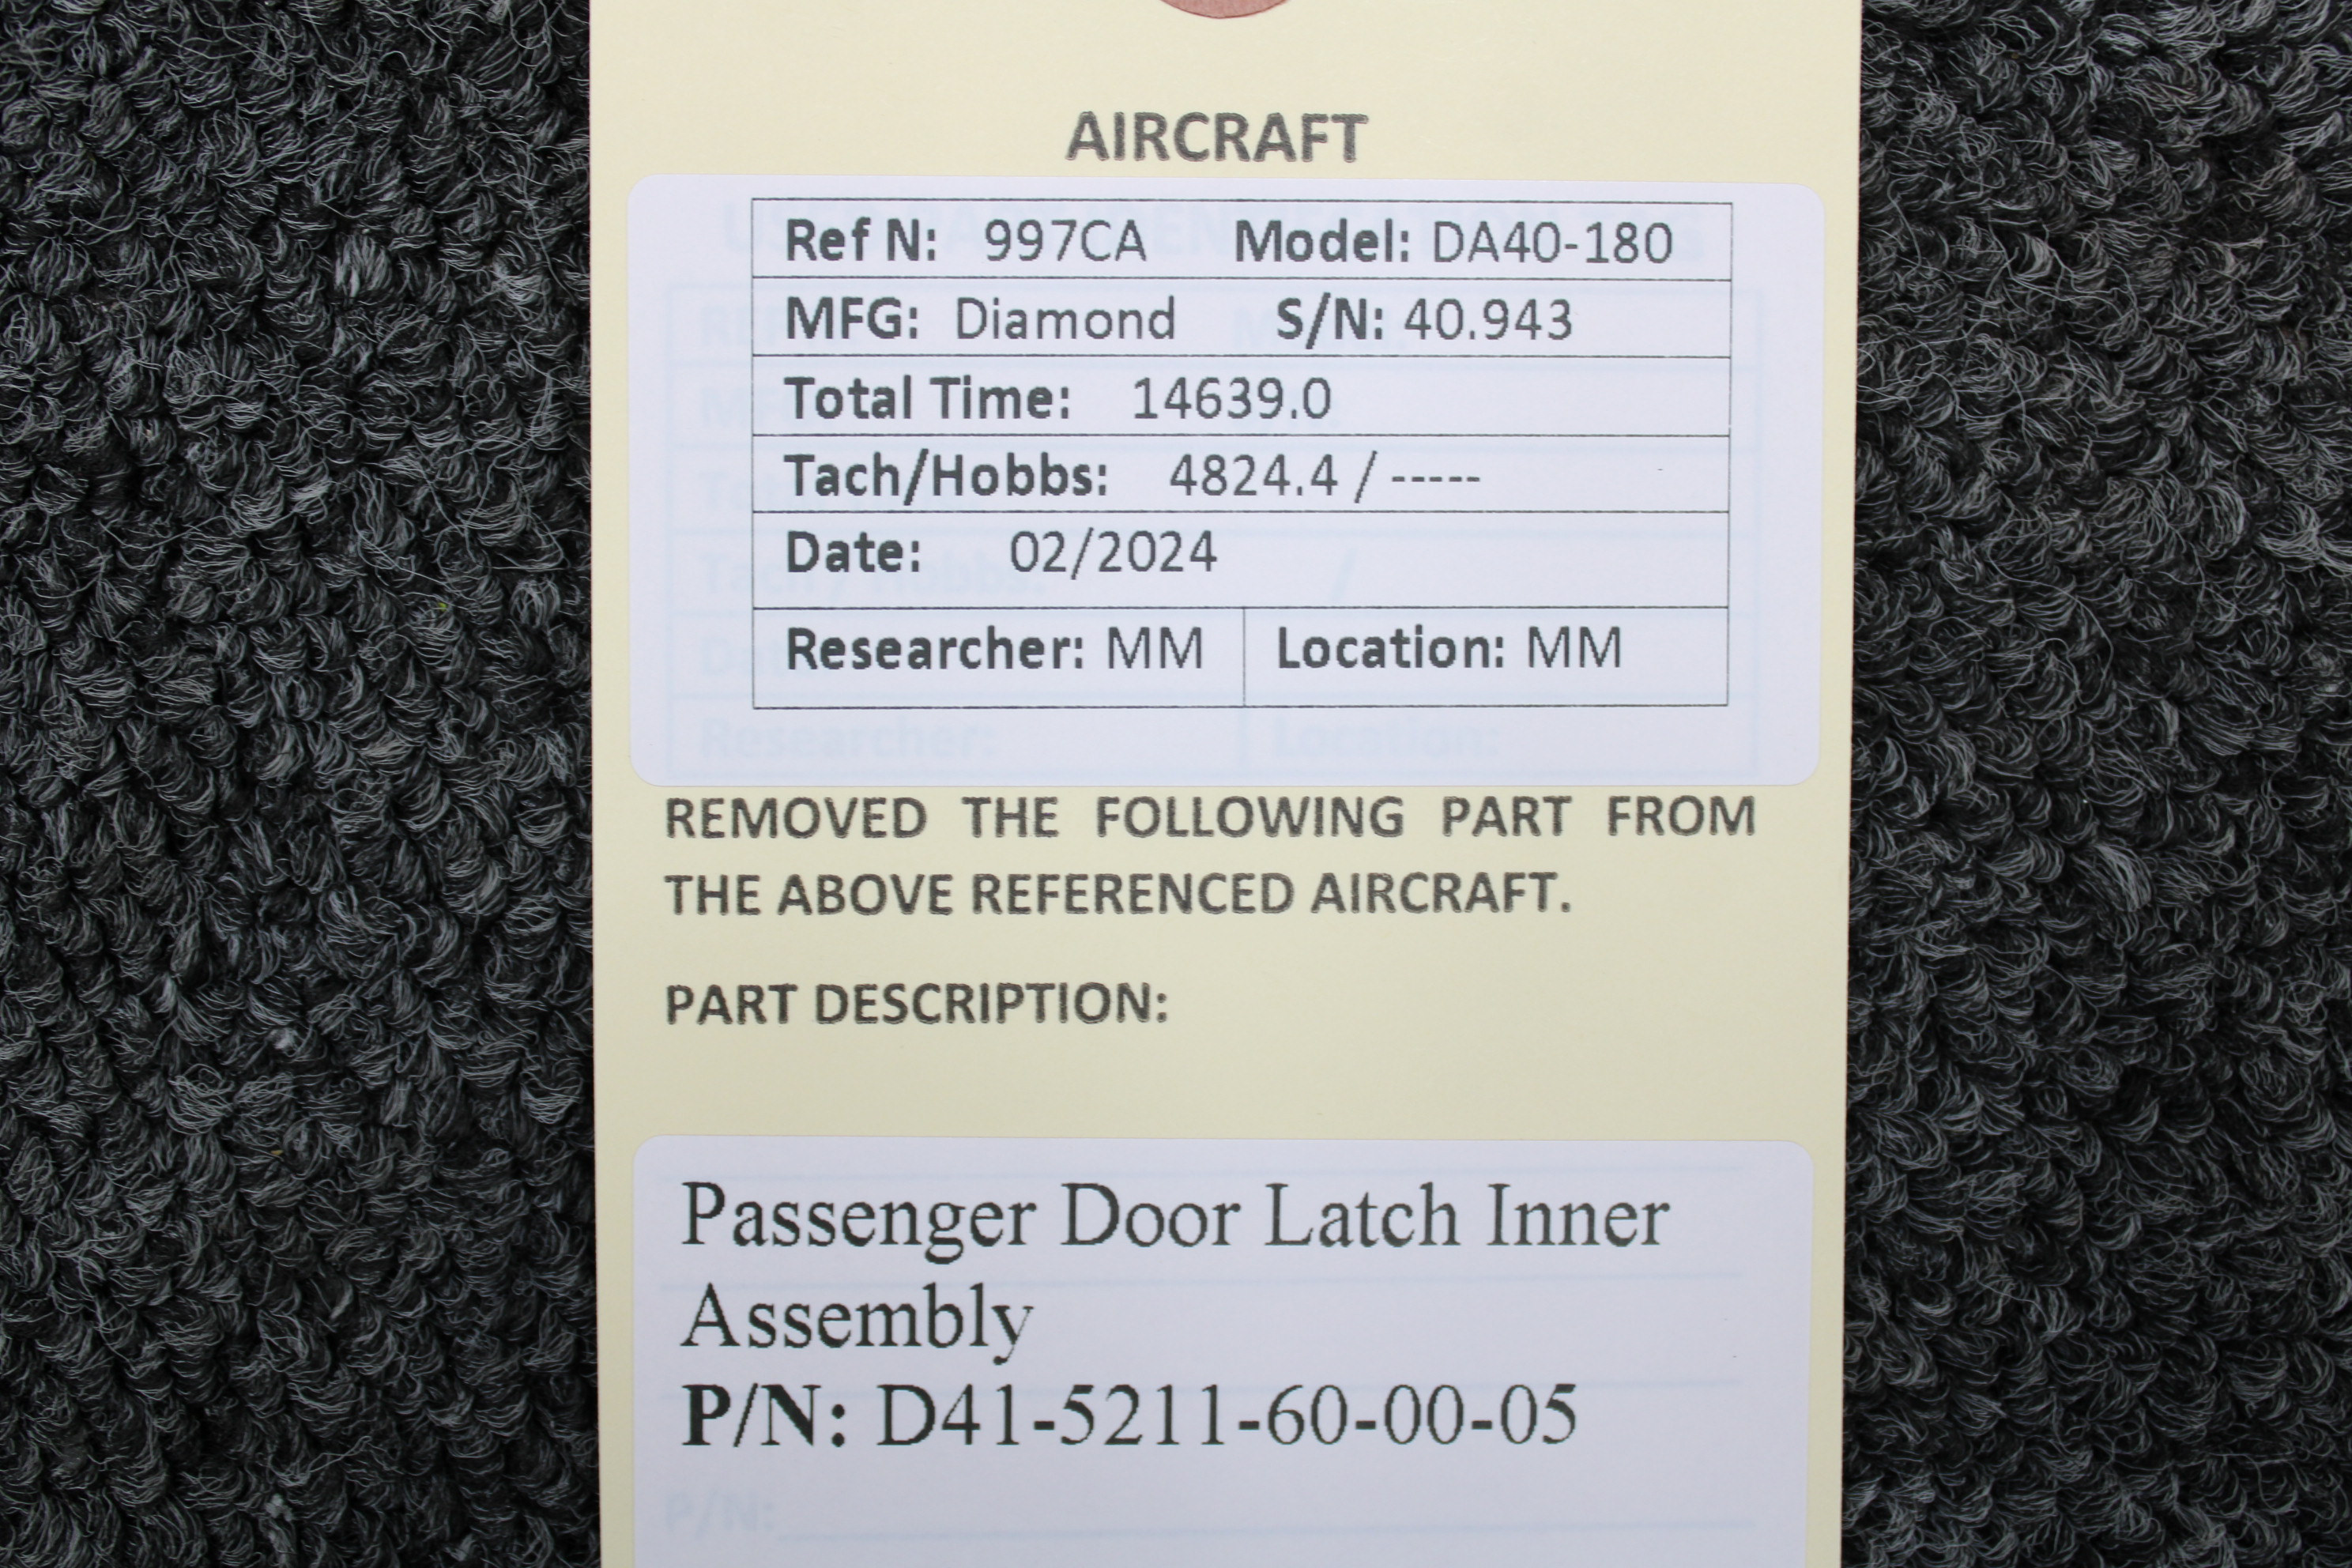 AIRCRAFT
Ref N: 997CA Model: DA40-180
MFG: Diamond S/N: 40.943
Total Time: 14639.0
Tach/Hobbs: 4824.4 / -----
Date: 02/2024
Researcher: MM Location: MM
Researcher: Location:
REMOVED THE FOLLOWING PART FROM
THE ABOVE REFERENCED AIRCRAFT.
PART DESCRIPTION:
Passenger Door Latch Inner
Assembly
P/N: D41-5211-60-00-05
P/N: